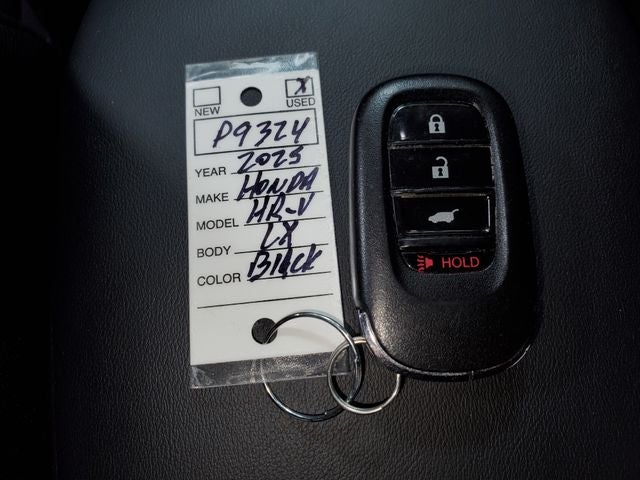 X
NEW USED
P9324
YEAR 2025
MAKE HONDA
MODEL HR-V
BODY LX
COLOR Black
HOLD